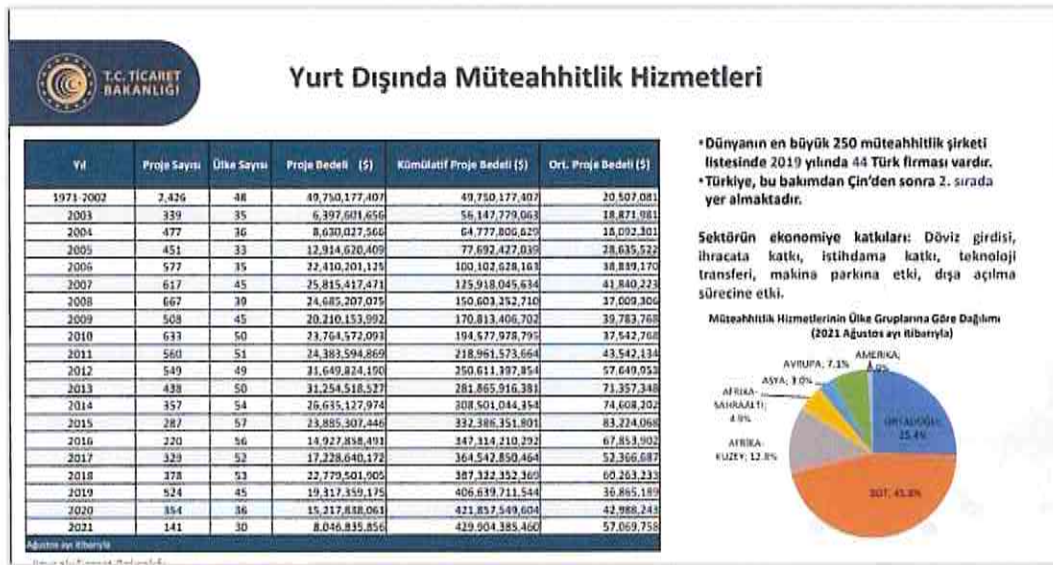 T.C. TİCARET
BAKANLIĞI
Yurt Dışında Müteahhitlik Hizmetleri
Yıl Proje Sayısı Ülke Sayısı Proje Bedeli ($) Kümülatif Proje Bedeli ($) Ort. Proje Bedeli ($)
1971-2002 2,426 48 49,750,177,407 49,750,177,407 20,507,081
2003 339 35 6,397,601,656 56,147,779,063 18,871,981
2004 477 36 8,630,027,566 64,777,806,629 18,092,301
2005 451 33 12,914,620,409 77,692,427,039 28,635,522
2006 577 35 22,410,201,125 100,102,628,163 38,839,170
2007 617 45 25,815,417,471 125,918,045,634 41,840,223
2008 667 39 24,685,207,075 150,603,252,710 37,009,306
2009 508 45 20,210,153,992 170,813,406,702 39,783,768
2010 633 50 23,764,572,093 194,577,978,795 37,542,768
2011 560 51 24,383,594,869 218,961,573,664 43,542,134
2012 549 49 31,649,824,190 250,611,397,854 57,649,953
2013 438 50 31,254,518,527 281,865,916,381 71,357,348
2014 357 54 26,635,127,974 308,501,044,354 74,608,202
2015 287 57 23,885,307,446 332,386,351,801 83,224,068
2016 220 56 14,927,858,491 347,314,210,292 67,853,902
2017 329 52 17,228,640,172 364,542,850,464 52,366,687
2018 378 53 22,779,501,905 387,322,352,369 60,263,233
2019 524 45 19,317,359,175 406,639,711,544 36,865,189
2020 354 36 15,217,838,061 421,857,549,604 42,988,243
2021 141 30 8,046,835,856 429,904,385,460 57,069,758
Ağustos ayı itibarıyla
•Dünyanın en büyük 250 müteahhitlik şirketi
listesinde 2019 yılında 44 Türk firması vardır.
•Türkiye, bu bakımdan Çin'den sonra 2. sırada
yer almaktadır.
Sektörün ekonomiye katkıları: Döviz girdisi,
ihracata katkı, istihdama katkı, teknoloji
transferi, makina parkına etki, dışa açılma
sürecine etki.
Müteahhitlik Hizmetlerinin Ülke Gruplarına Göre Dağılımı
(2021 Ağustos ayı itibarıyla)
AMERİKA;
AVRUPA; 7.1%
ASYA; 3.0%
AFRİKA-
SAHRAALTI;
4.9%
AFRİKA-
KUZEY; 12.8%
ORTADOĞU
25.4%
BDT; 45.8%